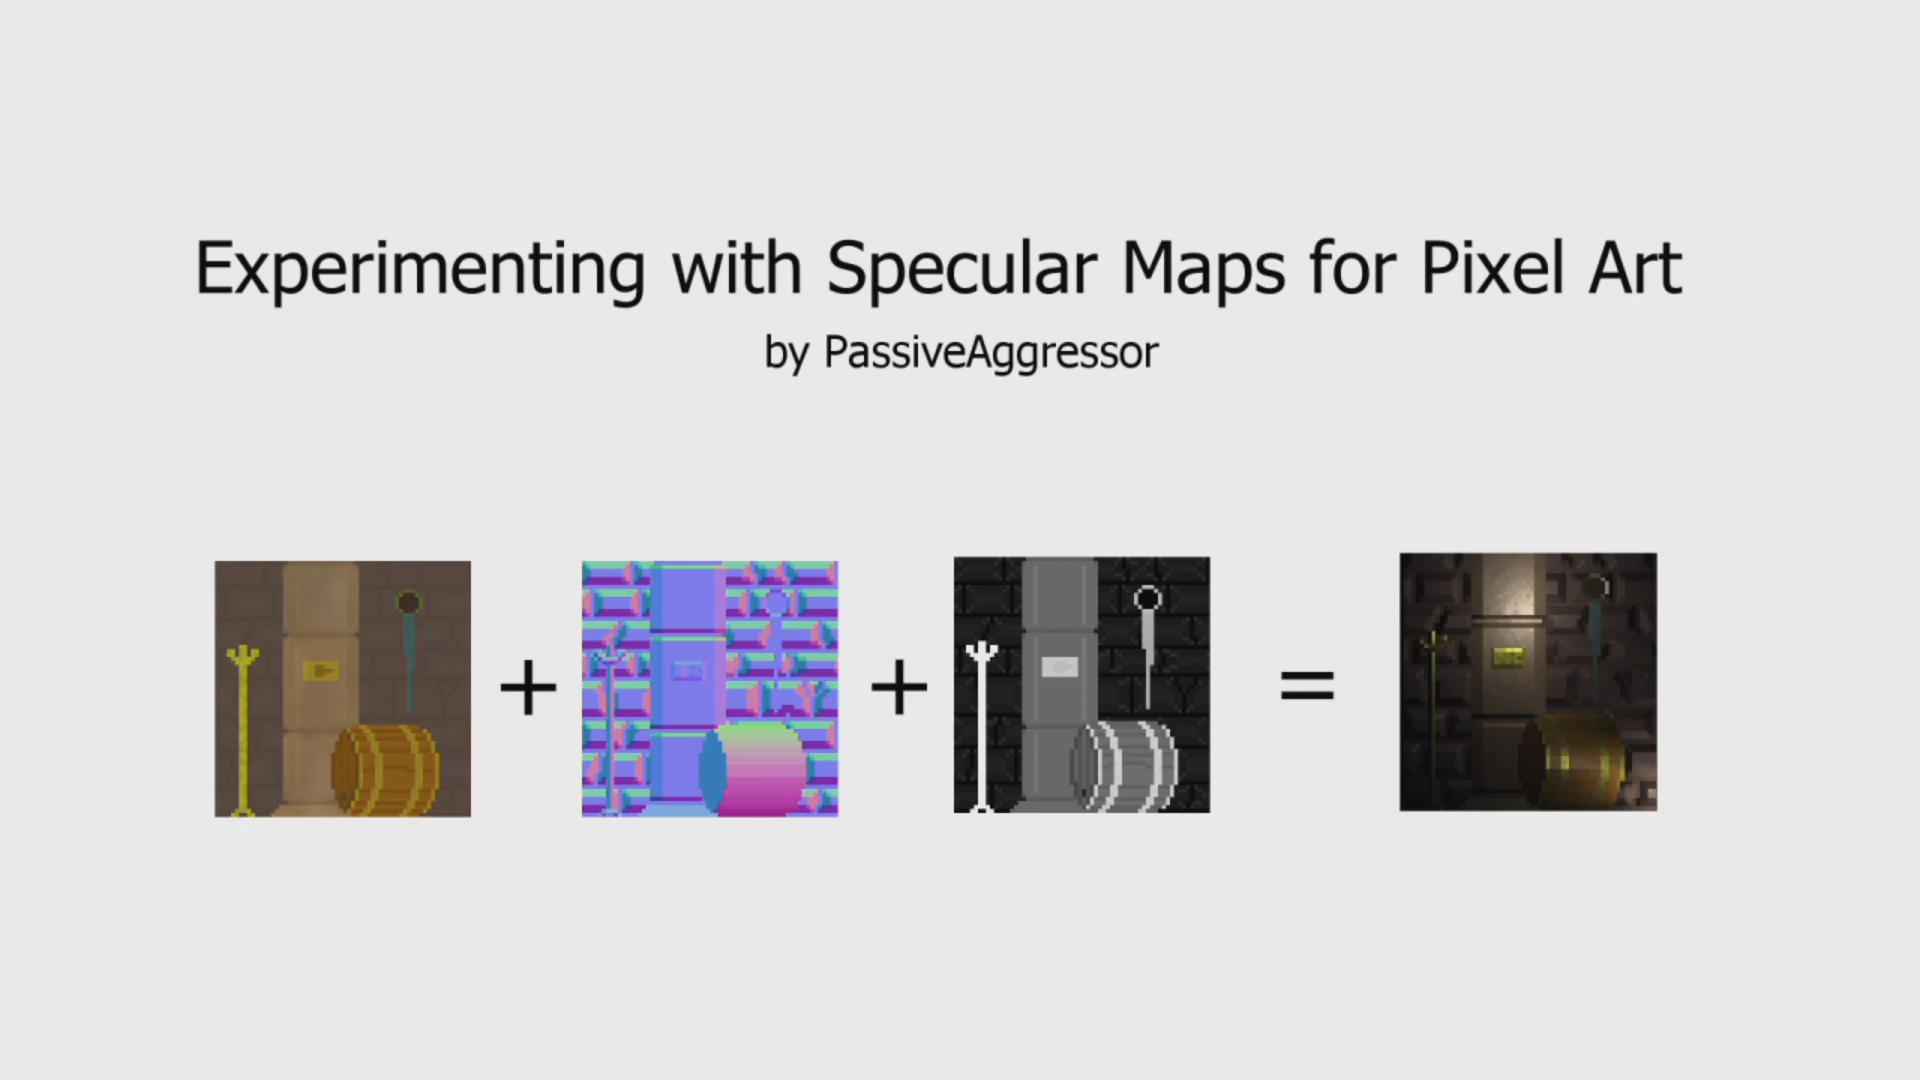 Experimenting with Specular Maps for Pixel Art
by PassiveAggressor
+ + =